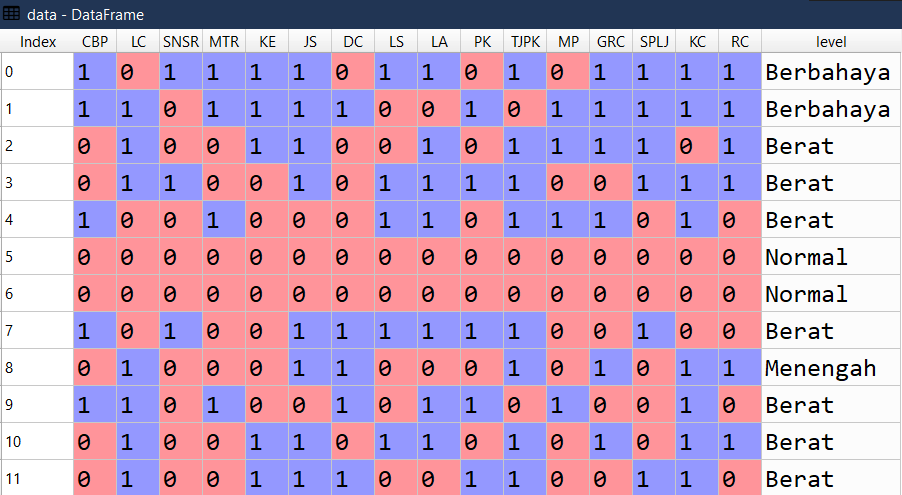 data - DataFrame
Index CBP LC SNSR MTR KE JS DC LS LA PK TJPK MP GRC SPLJ KC RC level
0 1 0 1 1 1 1 0 1 1 0 1 0 1 1 1 1 Berbahaya
1 1 1 0 1 1 1 1 0 0 1 0 1 1 1 1 1 Berbahaya
2 0 1 0 0 1 1 0 0 1 0 1 1 1 1 0 1 Berat
3 0 1 1 0 0 1 0 1 1 1 1 0 0 1 1 1 Berat
4 1 0 0 1 0 0 0 1 1 0 1 1 1 0 1 0 Berat
5 0 0 0 0 0 0 0 0 0 0 0 0 0 0 0 0 Normal
6 0 0 0 0 0 0 0 0 0 0 0 0 0 0 0 0 Normal
7 1 0 1 0 0 1 1 1 1 1 1 0 0 1 0 0 Berat
8 0 1 0 0 0 1 1 0 0 0 1 0 1 0 1 1 Menengah
9 1 1 0 1 0 0 1 0 1 1 0 1 0 0 1 0 Berat
10 0 1 0 0 1 1 0 1 1 0 1 0 1 0 1 1 Berat
11 0 1 0 0 1 1 1 0 0 1 1 0 0 1 1 0 Berat